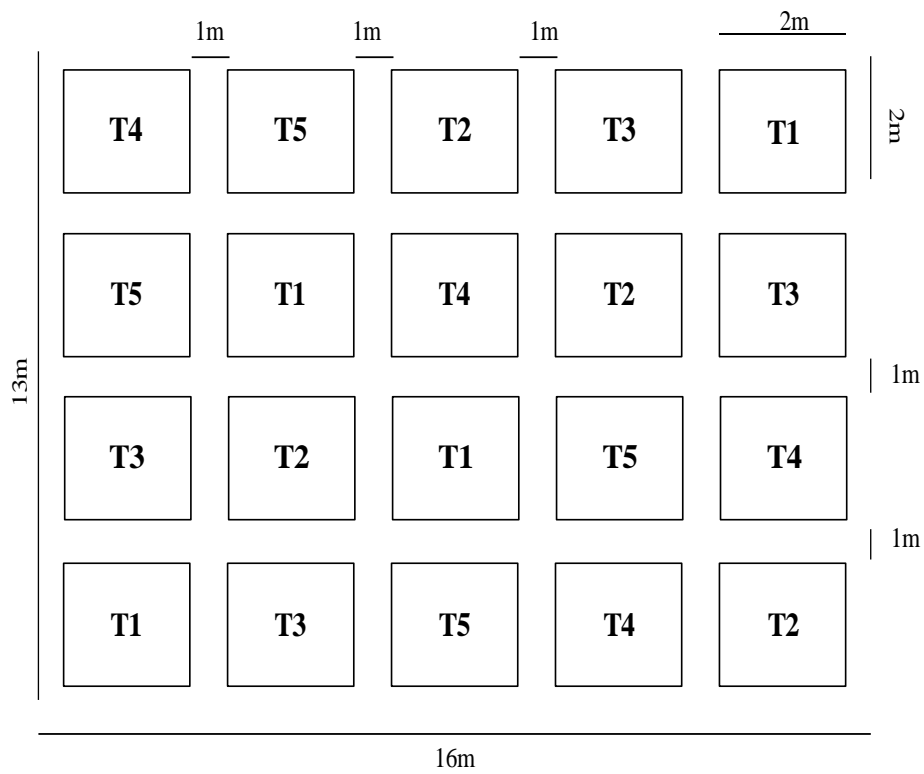 1m 1m 1m 2m
T4 T5 T2 T3 T1
2m
T5 T1 T4 T2 T3
13m
1m
T3 T2 T1 T5 T4
1m
T1 T3 T5 T4 T2
16m